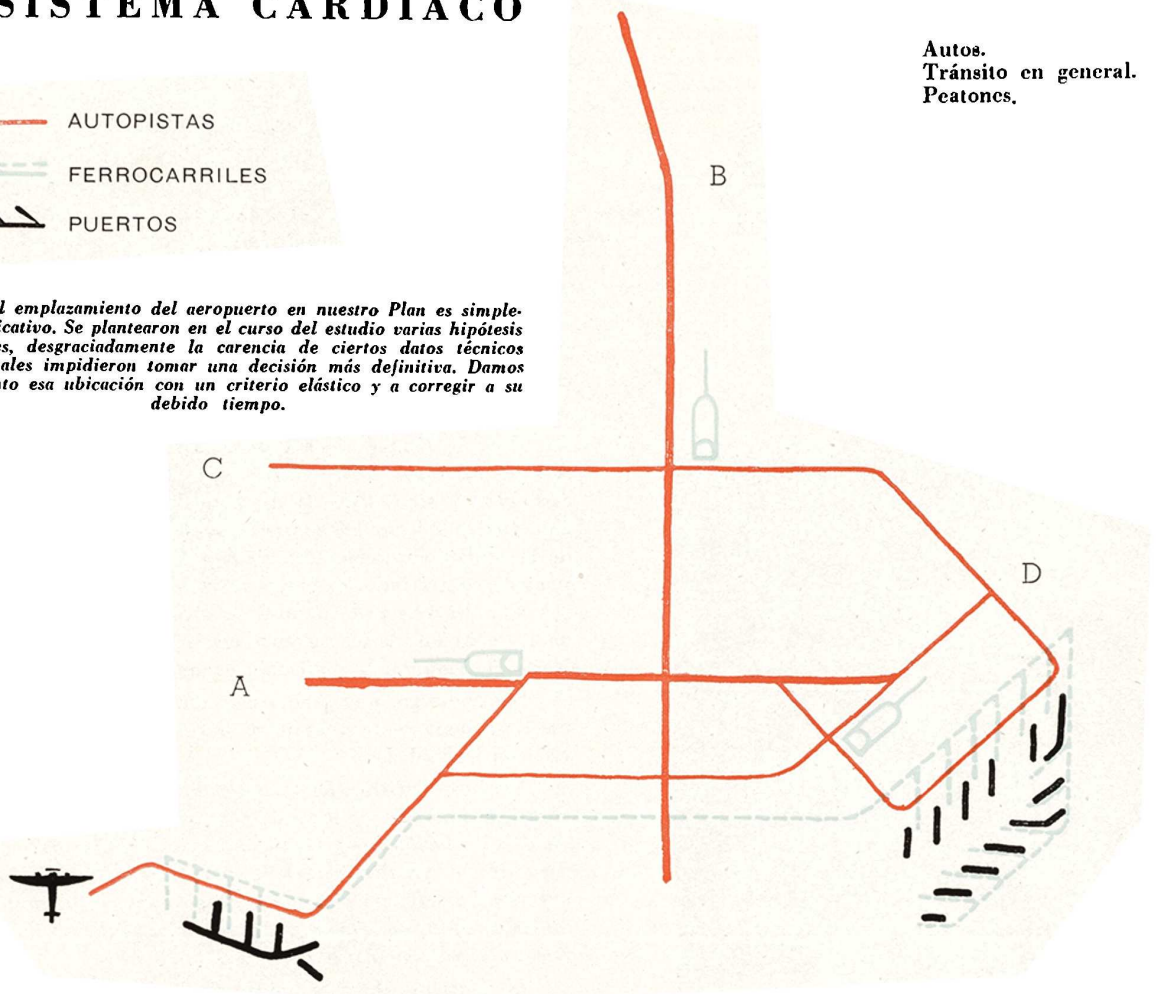 SISTEMA CARDIACO
Autos.
Tránsito en general.
Peatones.
AUTOPISTAS
FERROCARRILES
PUERTOS
emplazamiento del aeropuerto en nuestro Plan es simple-
Se plantearon en el curso del estudio varias hipótesis
desgraciadamente la carencia de ciertos datos técnicos
impidieron tomar una decisión más definitiva. Damos
esa ubicación con un criterio elástico y a corregir a su
debido tiempo.
B
C
D
A